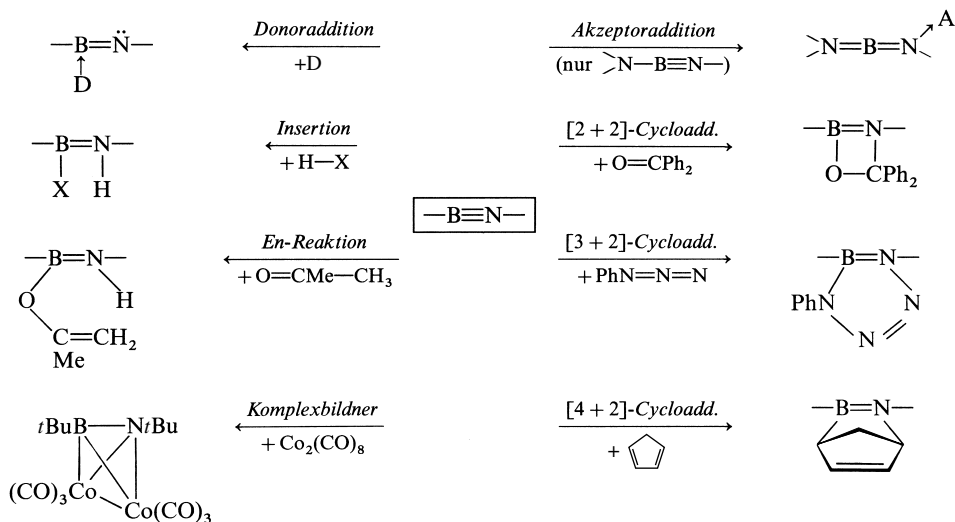 —B=N̈—
↑
D
Donoraddition
+D
Akzeptoraddition
(nur >N—B≡N—)
>N=B=N<
A
—B=N—
X H
Insertion
+ H—X
[2 + 2]-Cycloadd.
+ O=CPh₂
—B=N—
O—CPh₂
—B≡N—
—B=N—
O H
C=CH₂
Me
En-Reaktion
+ O=CMe—CH₃
[3 + 2]-Cycloadd.
+ PhN=N=N
—B=N—
PhN N
N
tBuB—NtBu
(CO)₃Co
Co(CO)₃
Komplexbildner
+ Co₂(CO)₈
[4 + 2]-Cycloadd.
+
—B=N—